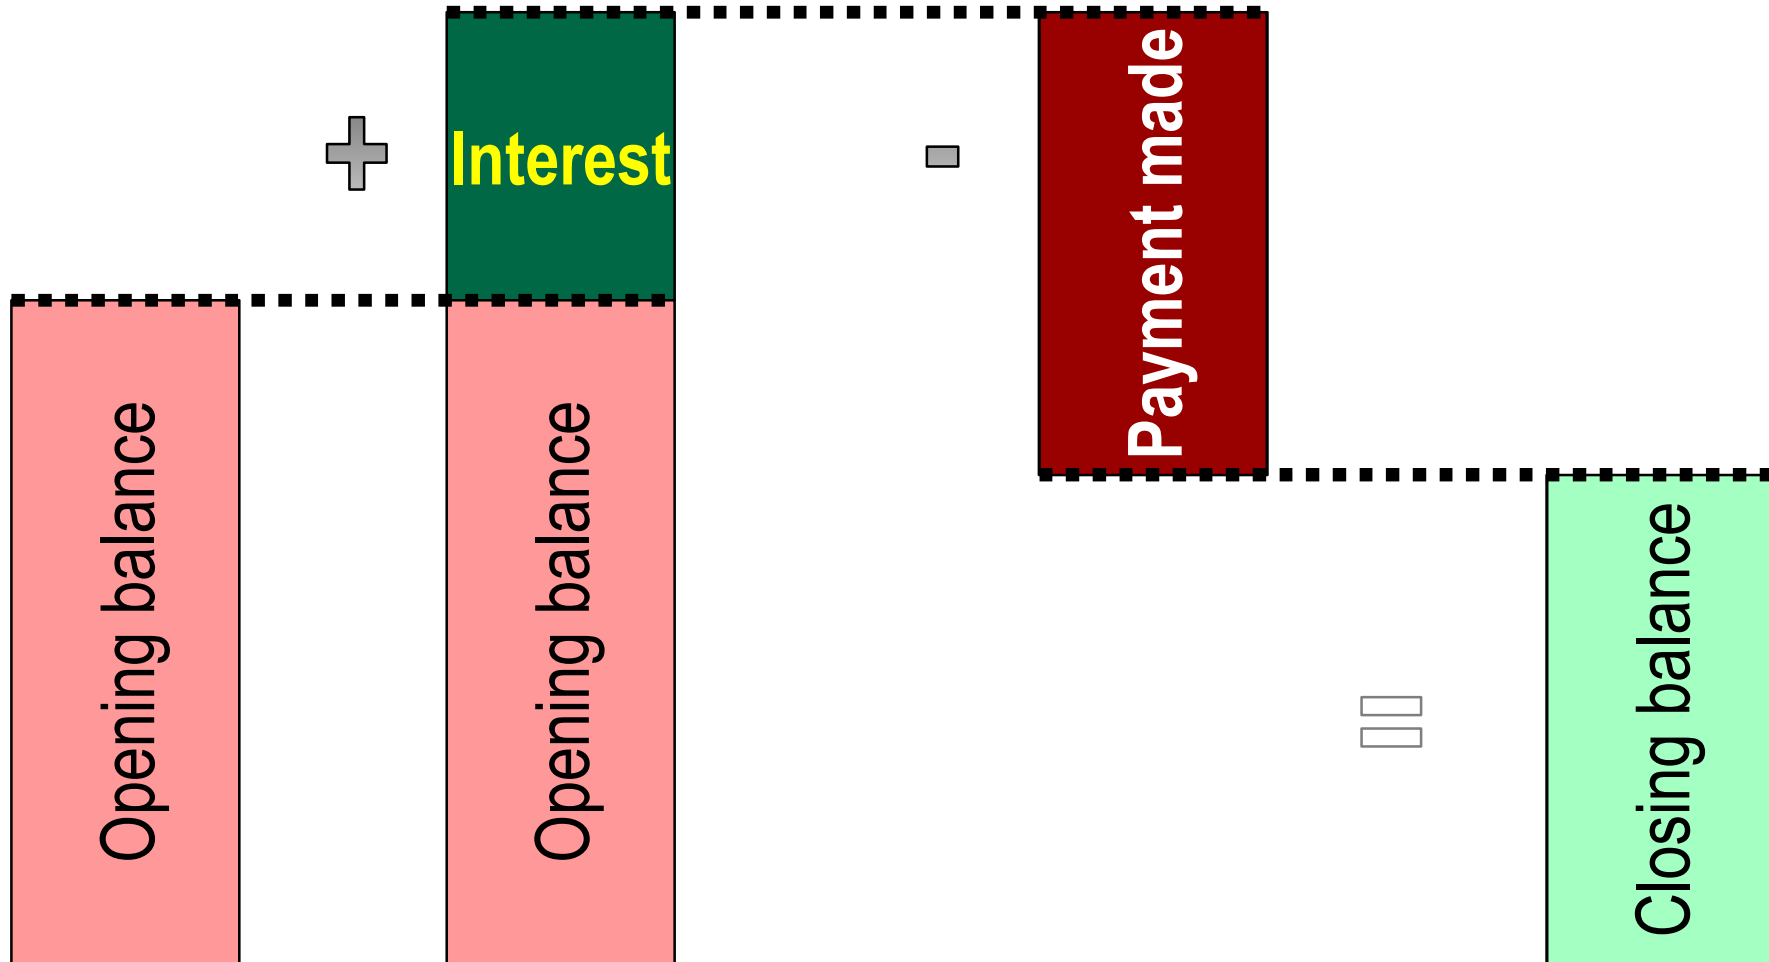 Opening balance
+
Interest
Opening balance
-
Payment made
=
Closing balance